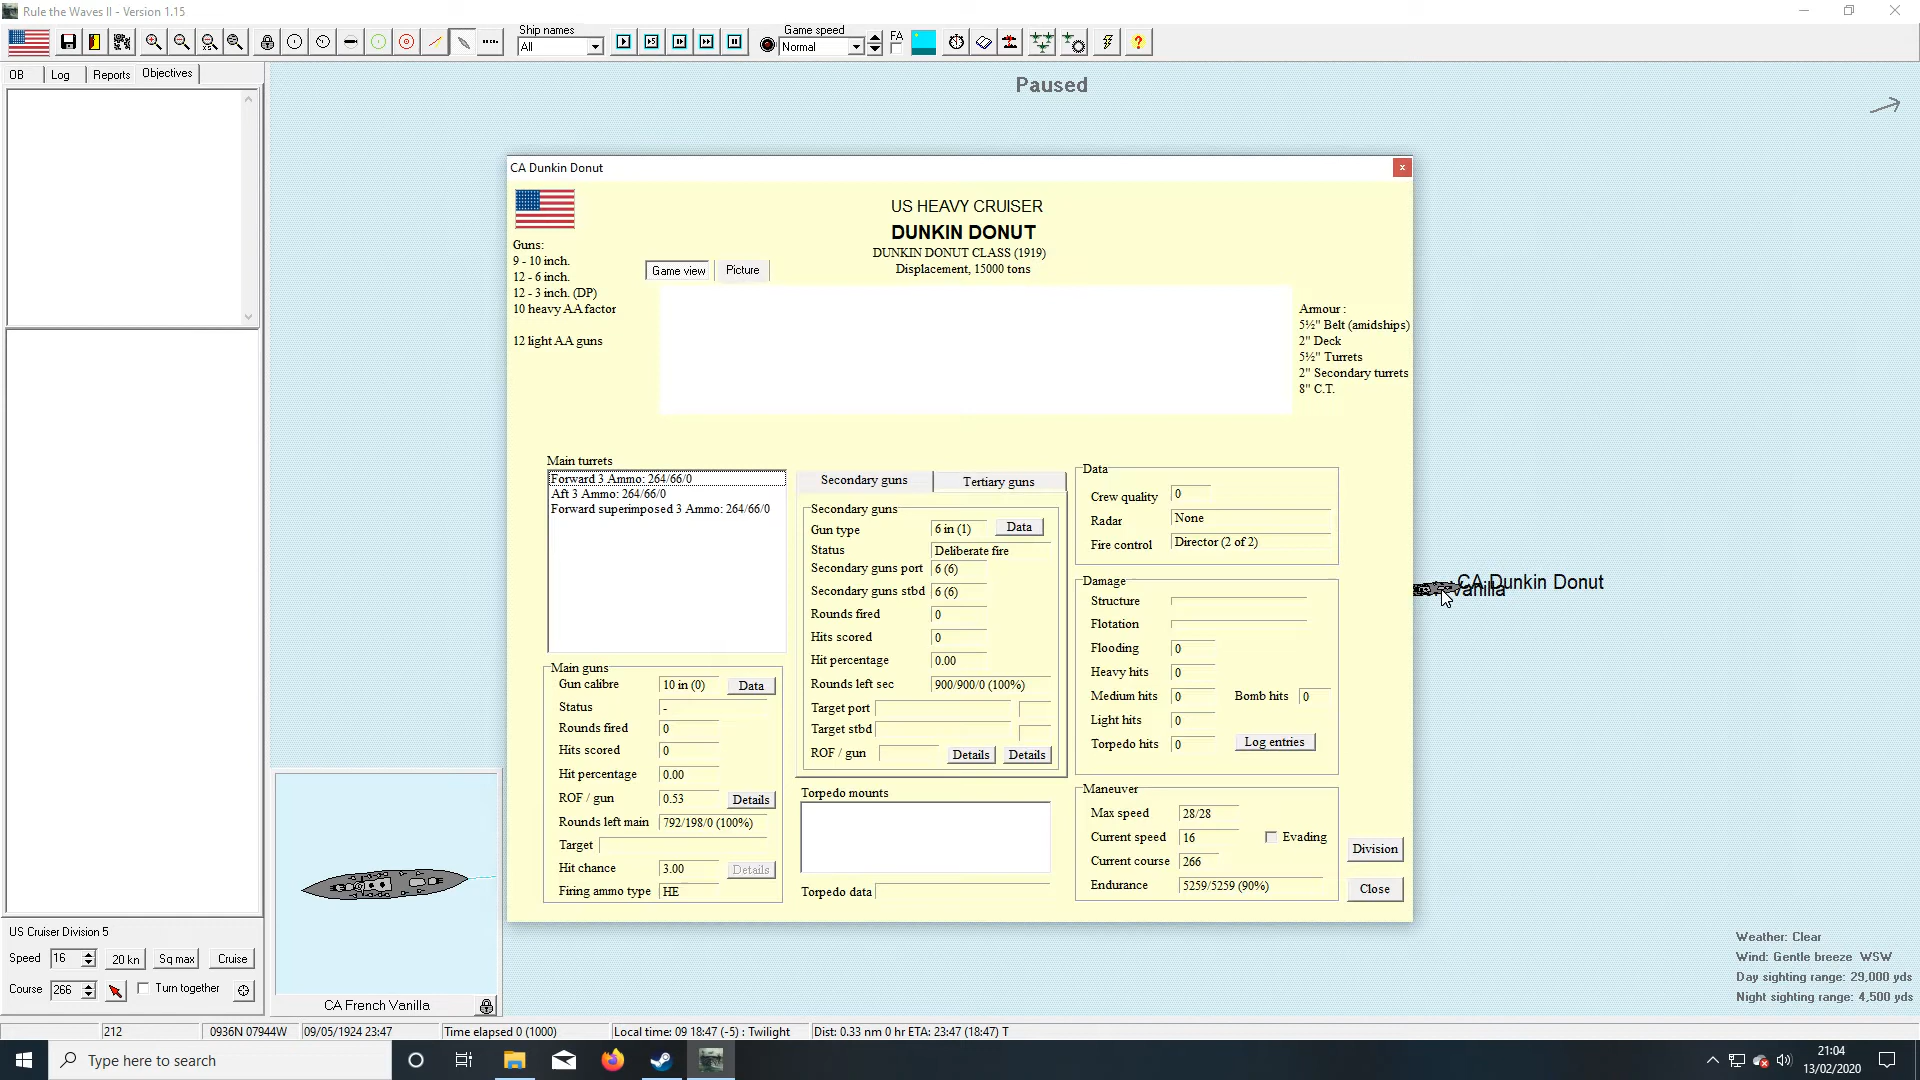 Rule the Waves II - Version 1.15
Ship names
All
Game speed
Normal
FA
OB
Log
Reports
Objectives
Paused
CA Dunkin Donut
US HEAVY CRUISER
DUNKIN DONUT
DUNKIN DONUT CLASS (1919)
Displacement, 15000 tons
Guns:
9 - 10 inch.
12 - 6 inch.
12 - 3 inch. (DP)
10 heavy AA factor
12 light AA guns
Game view
Picture
Armour :
5½" Belt (amidships)
2" Deck
5½" Turrets
2" Secondary turrets
8" C.T.
Main turrets
Forward 3 Ammo: 264/66/0
Aft 3 Ammo: 264/66/0
Forward superimposed 3 Ammo: 264/66/0
Main guns
Gun calibre 10 in (0) Data
Status -
Rounds fired 0
Hits scored 0
Hit percentage 0.00
ROF / gun 0.53 Details
Rounds left main 792/198/0 (100%)
Target
Hit chance 3.00 Details
Firing ammo type HE
Secondary guns
Tertiary guns
Secondary guns
Gun type 6 in (1) Data
Status Deliberate fire
Secondary guns port 6 (6)
Secondary guns stbd 6 (6)
Rounds fired 0
Hits scored 0
Hit percentage 0.00
Rounds left sec 900/900/0 (100%)
Target port
Target stbd
ROF / gun Details Details
Torpedo mounts
Torpedo data
Data
Crew quality 0
Radar None
Fire control Director (2 of 2)
Damage
Structure
Flotation
Flooding 0
Heavy hits 0
Medium hits 0 Bomb hits 0
Light hits 0
Torpedo hits 0 Log entries
Maneuver
Max speed 28/28
Current speed 16 Evading
Current course 266
Endurance 5259/5259 (90%)
Division
Close
CA Dunkin Donut
anilla
US Cruiser Division 5
Speed 16 20 kn Sq max Cruise
Course 266 Turn together
CA French Vanilla
Weather: Clear
Wind: Gentle breeze WSW
Day sighting range: 29,000 yds
Night sighting range: 4,500 yds
212 0936N 07944W 09/05/1924 23:47 Time elapsed 0 (1000) Local time: 09 18:47 (-5) : Twilight Dist: 0.33 nm 0 hr ETA: 23:47 (18:47) T
Type here to search
21:04
13/02/2020